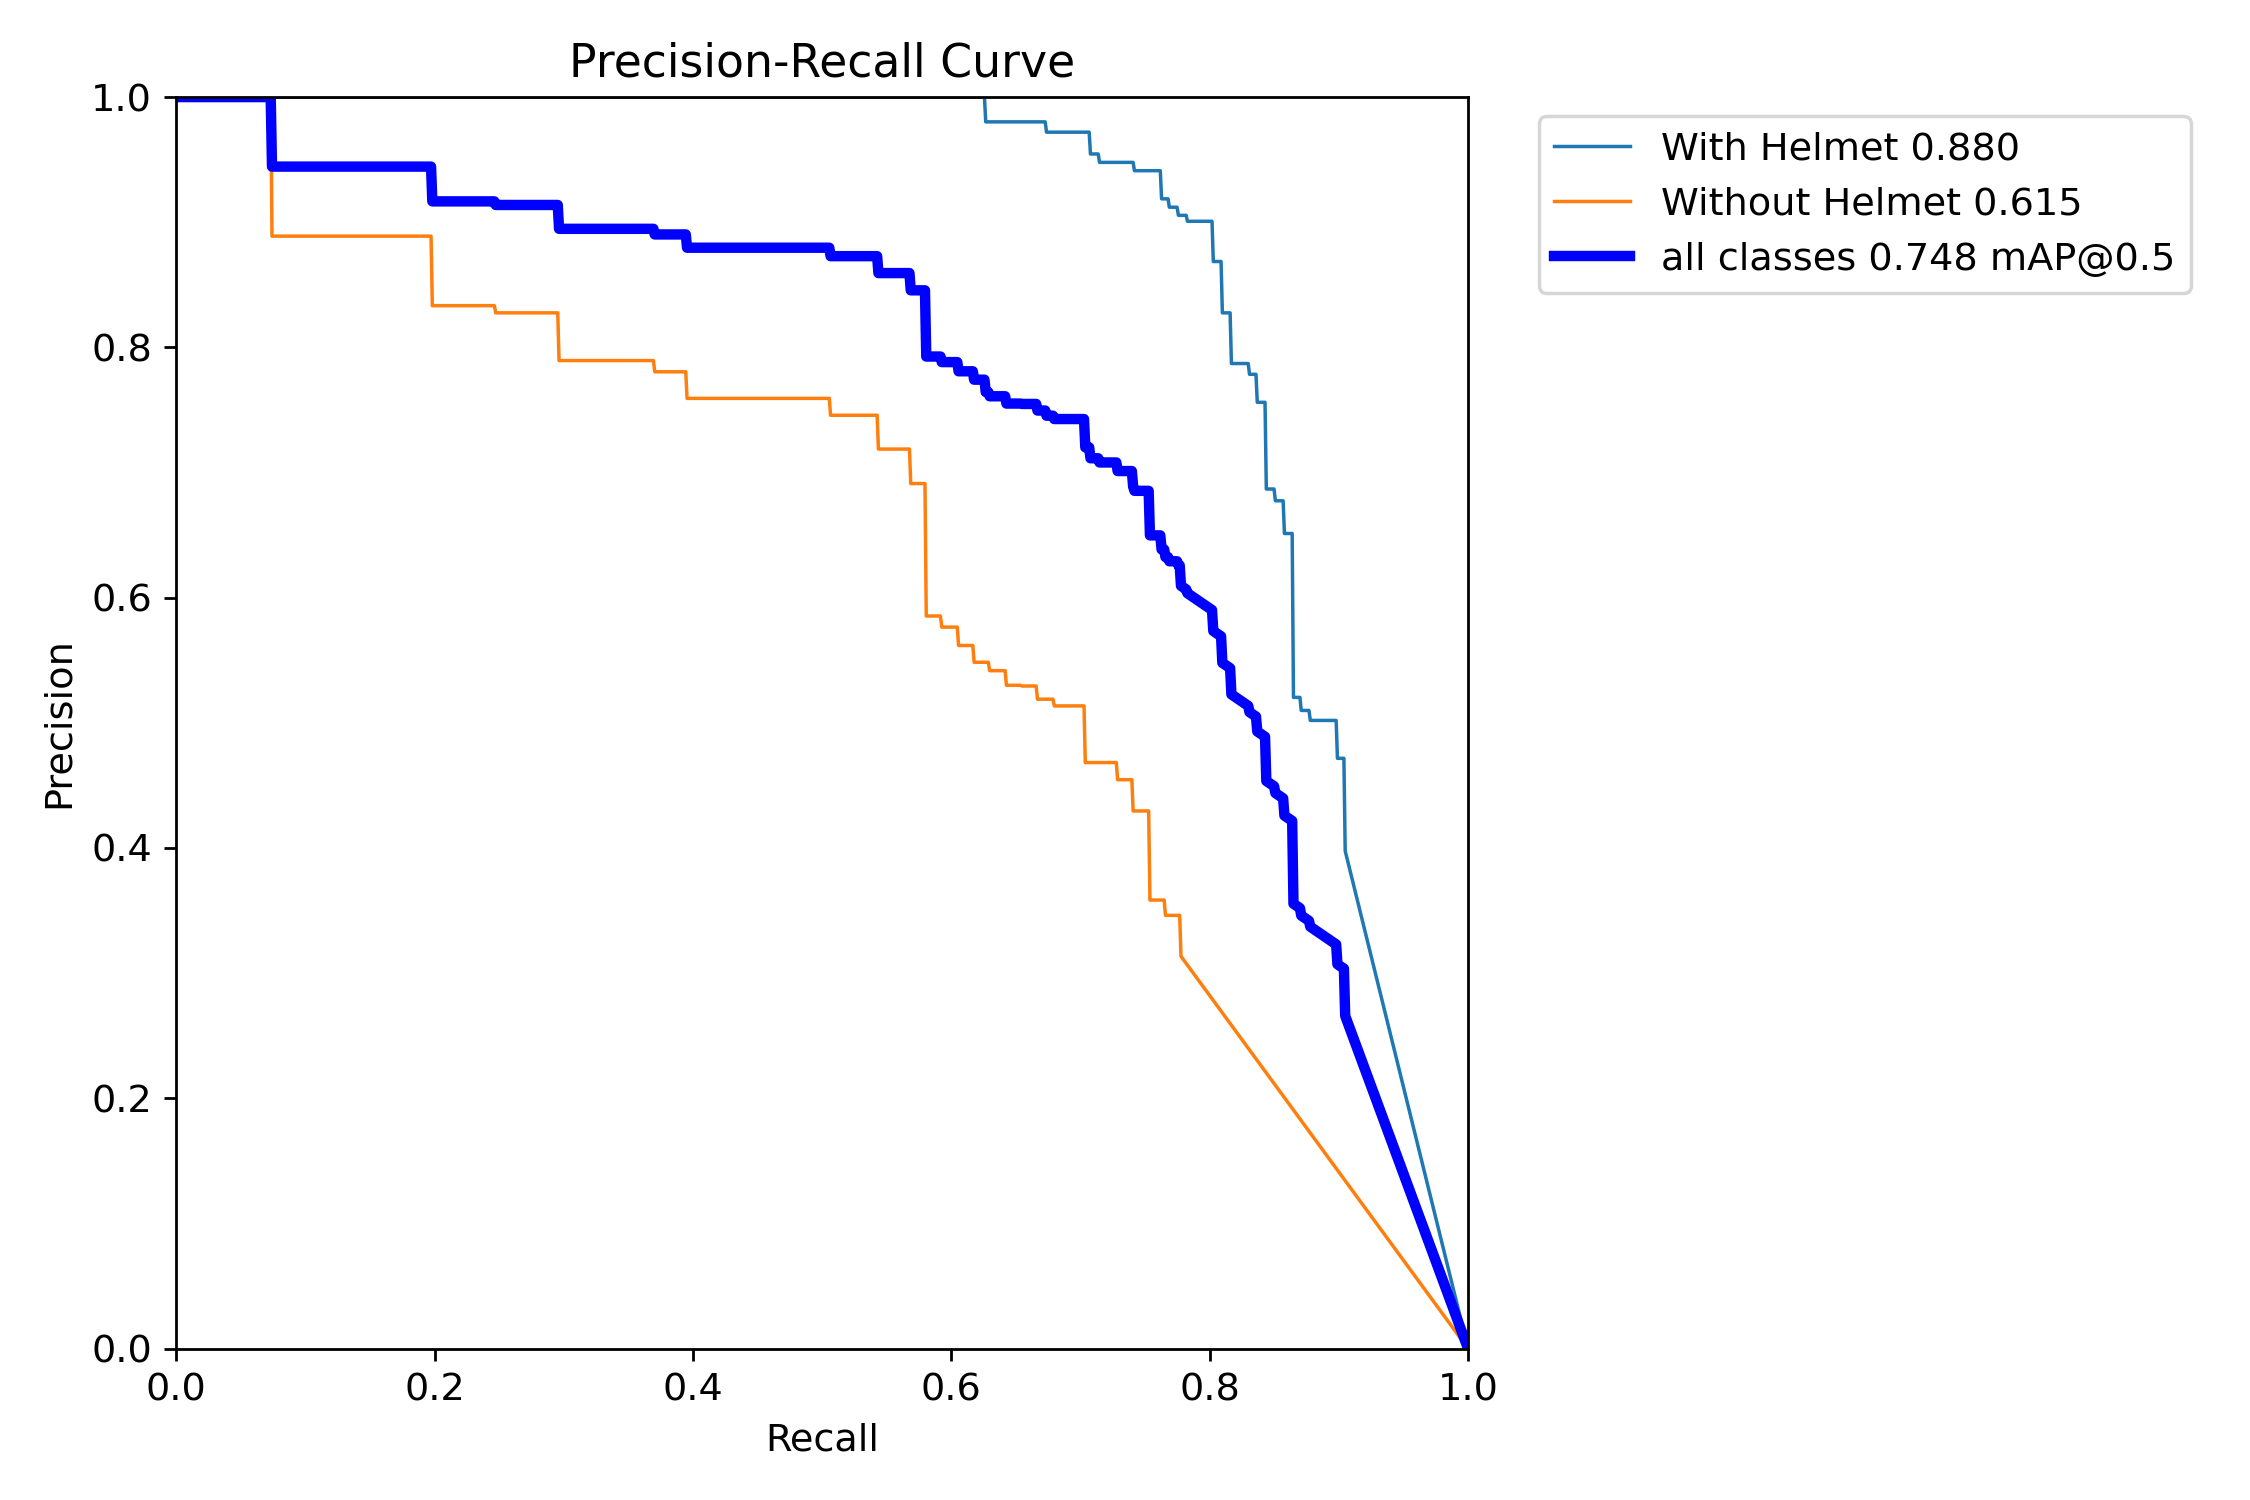 Precision-Recall Curve
1.0
0.8
0.6
0.4
0.2
0.0
Precision
0.0 0.2 0.4 0.6 0.8 1.0
Recall
With Helmet 0.880
Without Helmet 0.615
all classes 0.748 mAP@0.5